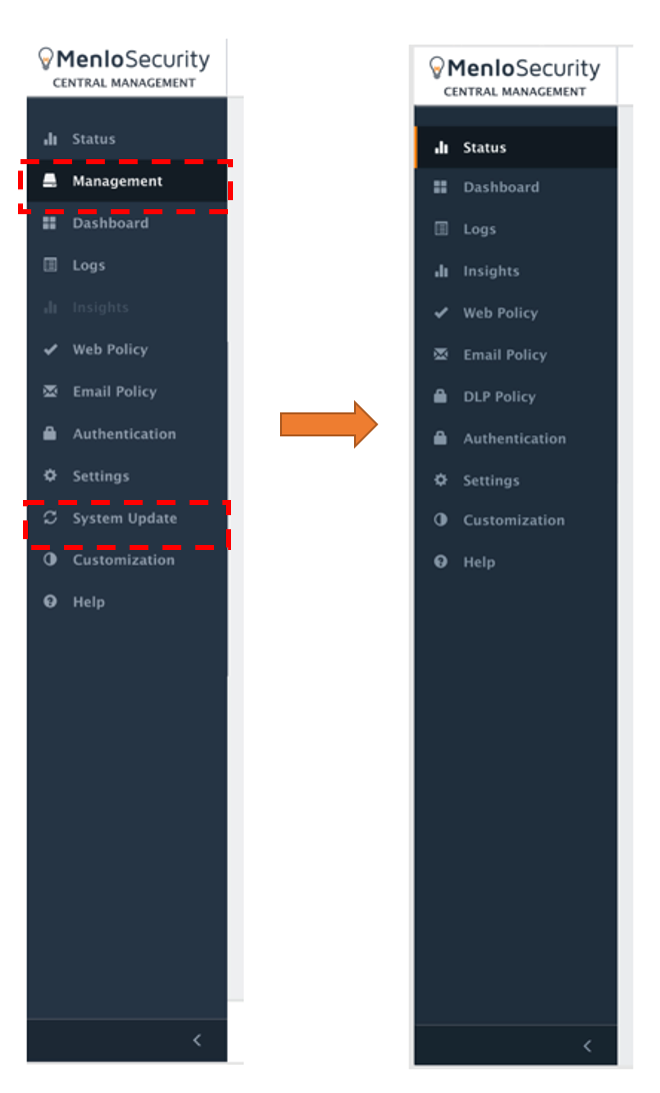 MenloSecurity
CENTRAL MANAGEMENT
Status
Management
Dashboard
Logs
Insights
Web Policy
Email Policy
Authentication
Settings
System Update
Customization
Help
MenloSecurity
CENTRAL MANAGEMENT
Status
Dashboard
Logs
Insights
Web Policy
Email Policy
DLP Policy
Authentication
Settings
Customization
Help